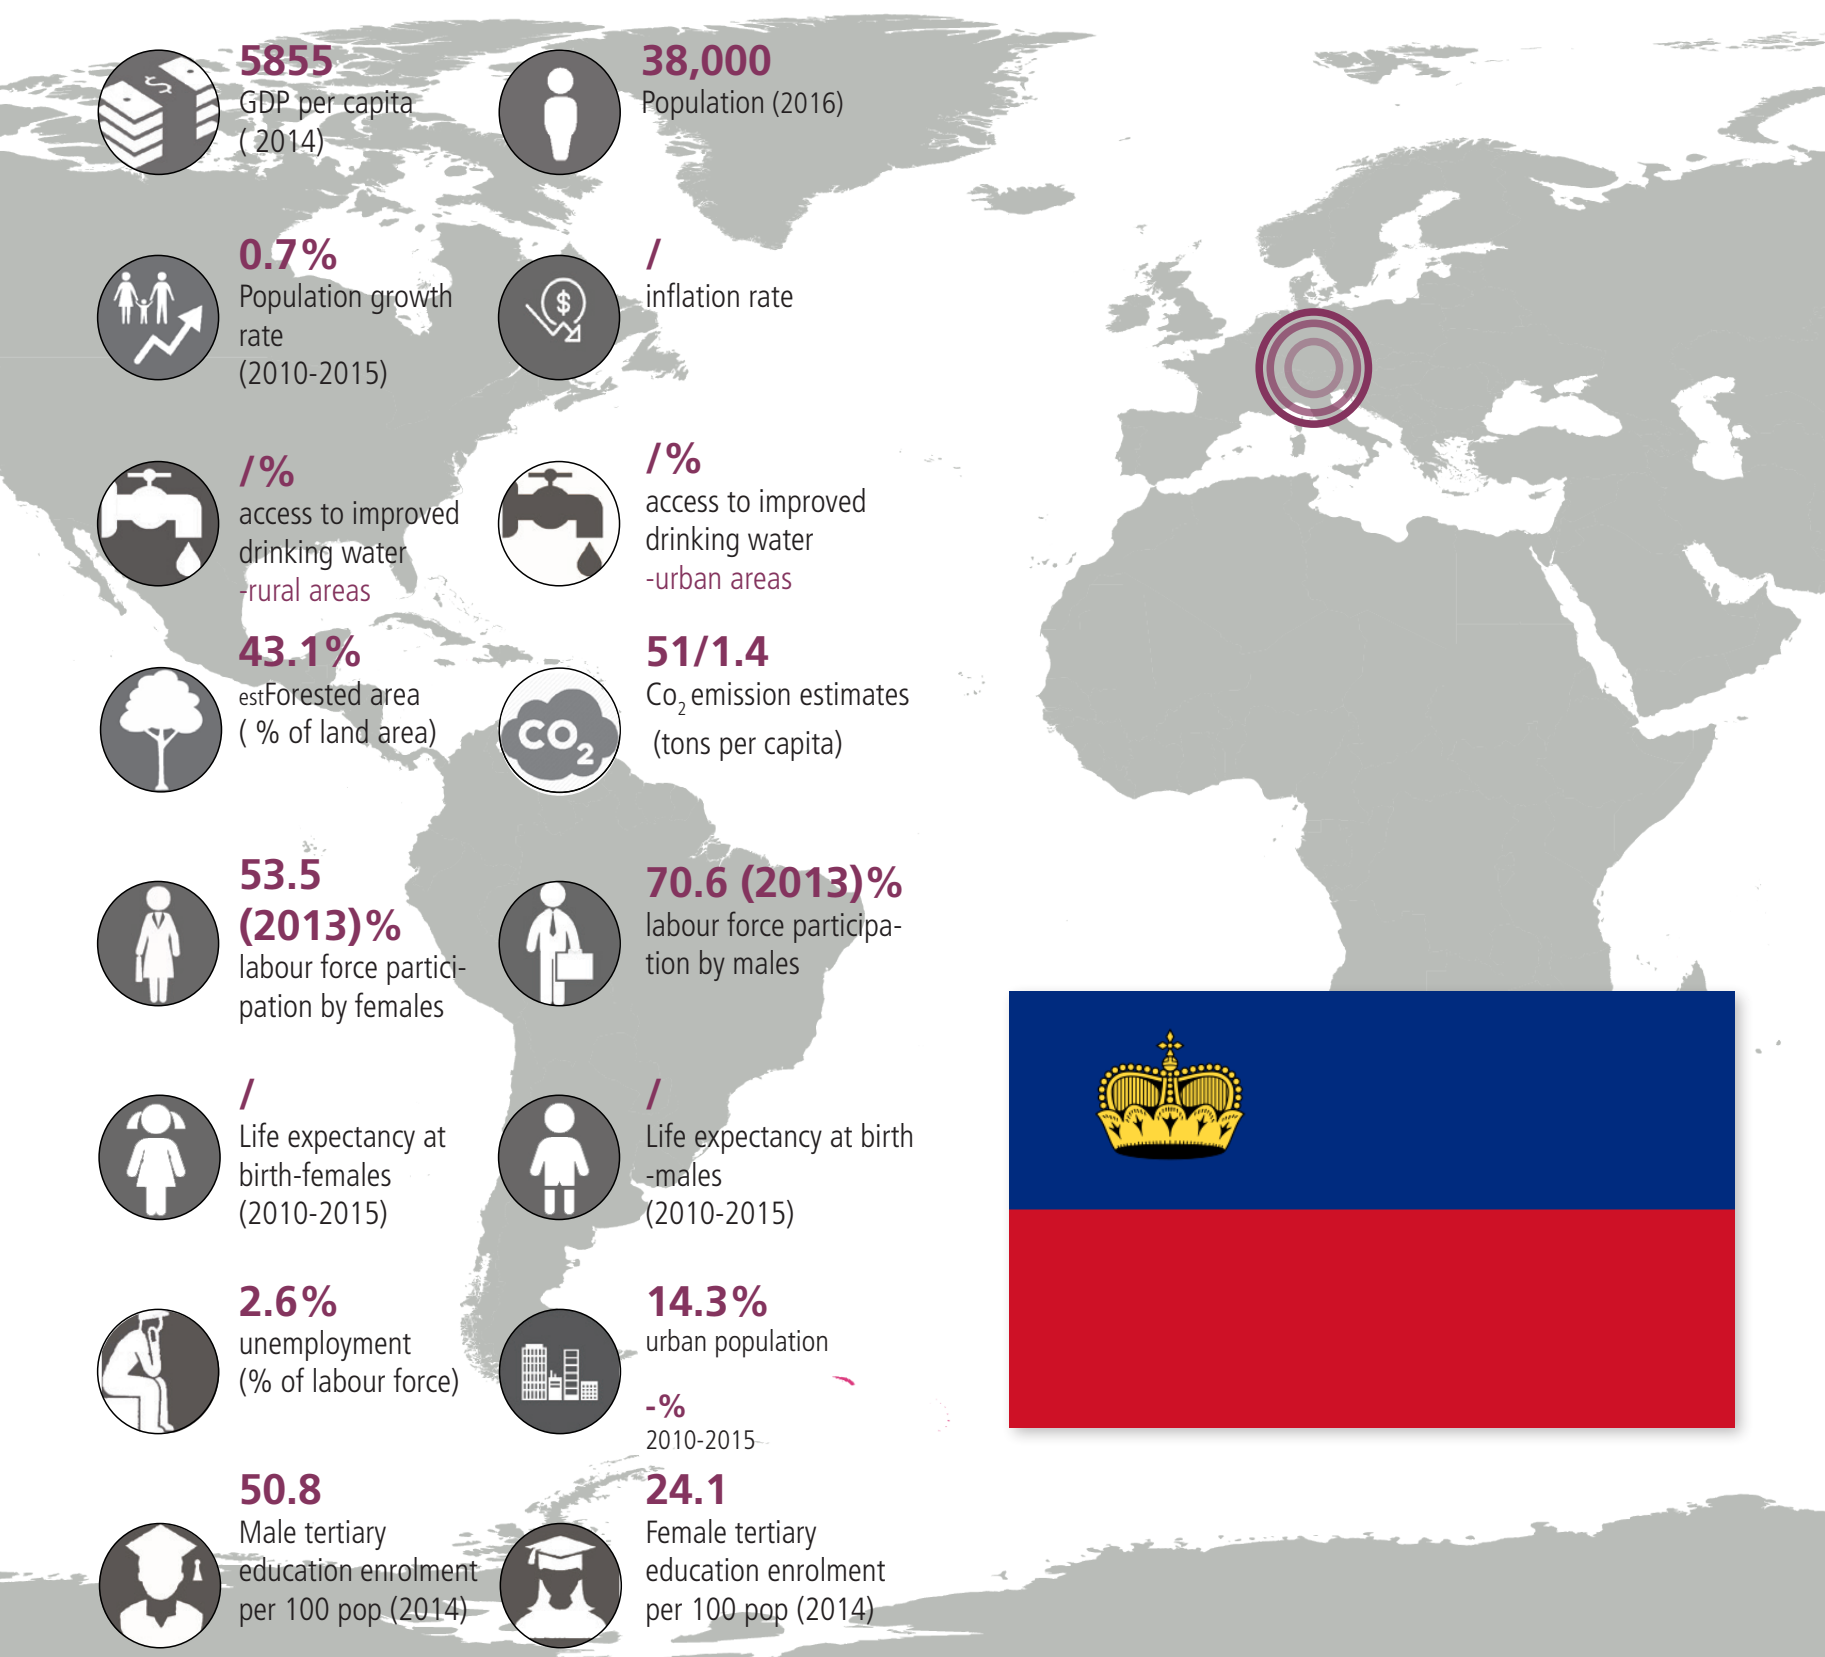 5855
GDP per capita
( 2014)
38,000
Population (2016)
0.7%
Population growth
rate
(2010-2015)
/
inflation rate
/%
access to improved
drinking water
-rural areas
/%
access to improved
drinking water
-urban areas
43.1%
estForested area
( % of land area)
51/1.4
Co2 emission estimates
(tons per capita)
CO2
53.5
(2013)%
labour force partici-
pation by females
70.6 (2013)%
labour force participa-
tion by males
/
Life expectancy at
birth-females
(2010-2015)
/
Life expectancy at birth
-males
(2010-2015)
2.6%
unemployment
(% of labour force)
14.3%
urban population
-%
2010-2015
50.8
Male tertiary
education enrolment
per 100 pop (2014)
24.1
Female tertiary
education enrolment
per 100 pop (2014)